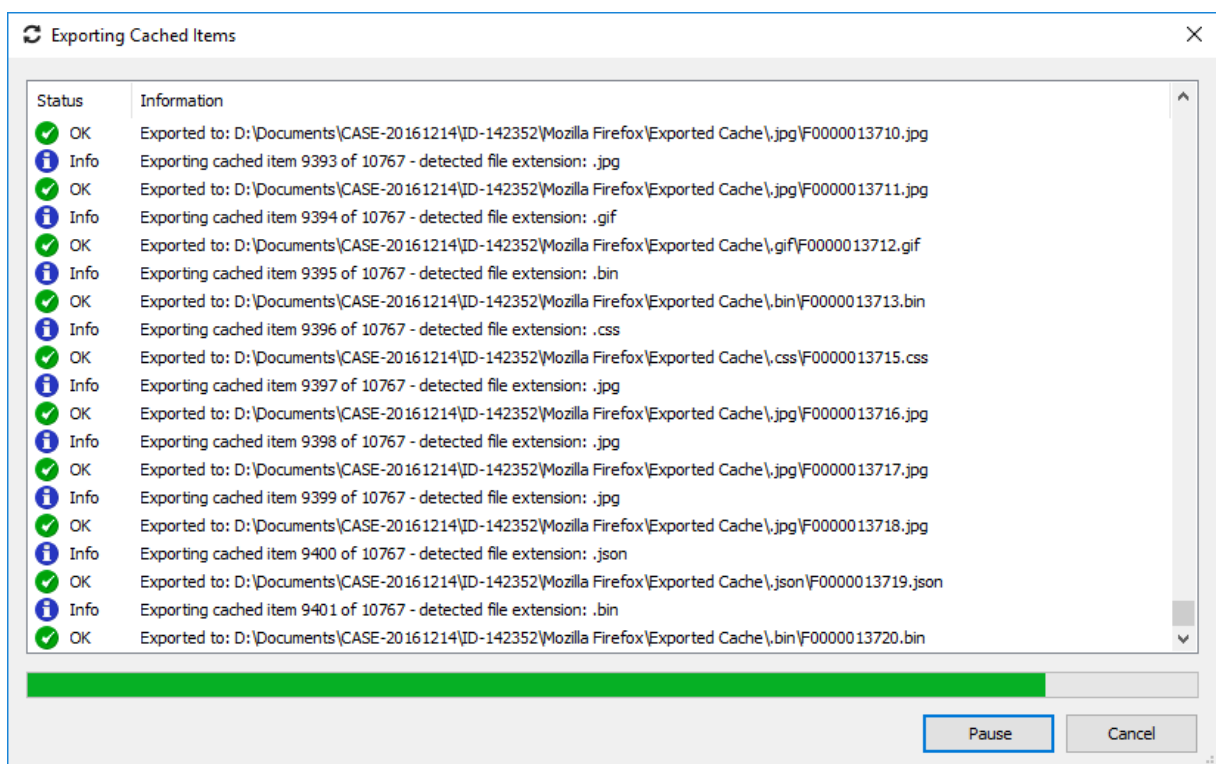 Exporting Cached Items
Status Information
OK Exported to: D:\Documents\CASE-20161214\ID-142352\Mozilla Firefox\Exported Cache\.jpg\F0000013710.jpg
Info Exporting cached item 9393 of 10767 - detected file extension: .jpg
OK Exported to: D:\Documents\CASE-20161214\ID-142352\Mozilla Firefox\Exported Cache\.jpg\F0000013711.jpg
Info Exporting cached item 9394 of 10767 - detected file extension: .gif
OK Exported to: D:\Documents\CASE-20161214\ID-142352\Mozilla Firefox\Exported Cache\.gif\F0000013712.gif
Info Exporting cached item 9395 of 10767 - detected file extension: .bin
OK Exported to: D:\Documents\CASE-20161214\ID-142352\Mozilla Firefox\Exported Cache\.bin\F0000013713.bin
Info Exporting cached item 9396 of 10767 - detected file extension: .css
OK Exported to: D:\Documents\CASE-20161214\ID-142352\Mozilla Firefox\Exported Cache\.css\F0000013715.css
Info Exporting cached item 9397 of 10767 - detected file extension: .jpg
OK Exported to: D:\Documents\CASE-20161214\ID-142352\Mozilla Firefox\Exported Cache\.jpg\F0000013716.jpg
Info Exporting cached item 9398 of 10767 - detected file extension: .jpg
OK Exported to: D:\Documents\CASE-20161214\ID-142352\Mozilla Firefox\Exported Cache\.jpg\F0000013717.jpg
Info Exporting cached item 9399 of 10767 - detected file extension: .jpg
OK Exported to: D:\Documents\CASE-20161214\ID-142352\Mozilla Firefox\Exported Cache\.jpg\F0000013718.jpg
Info Exporting cached item 9400 of 10767 - detected file extension: .json
OK Exported to: D:\Documents\CASE-20161214\ID-142352\Mozilla Firefox\Exported Cache\.json\F0000013719.json
Info Exporting cached item 9401 of 10767 - detected file extension: .bin
OK Exported to: D:\Documents\CASE-20161214\ID-142352\Mozilla Firefox\Exported Cache\.bin\F0000013720.bin
Pause Cancel